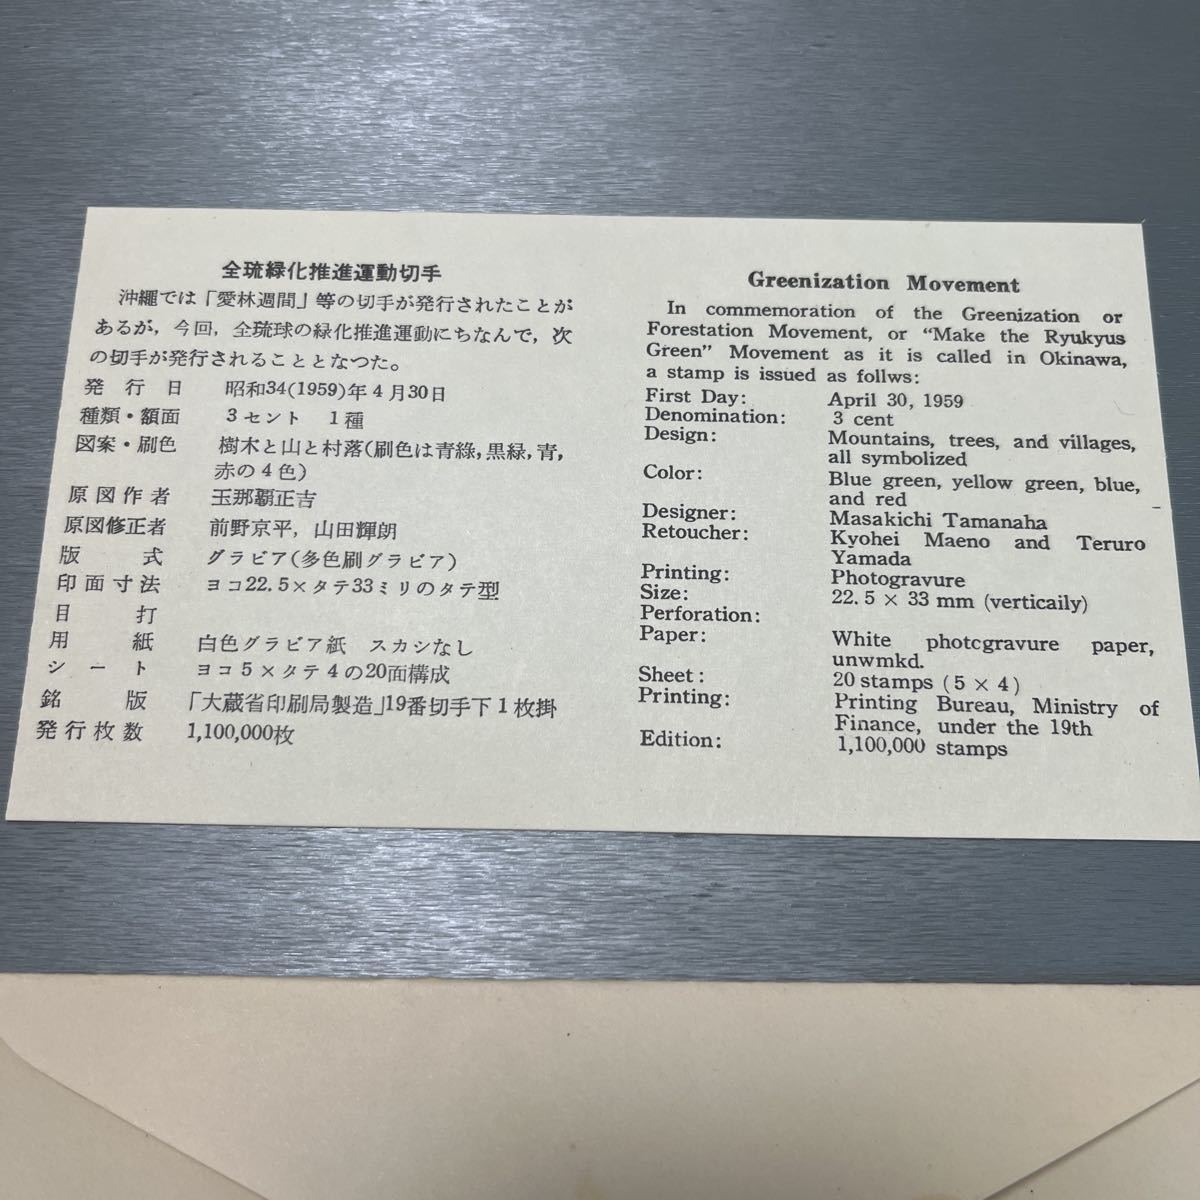 全琉緑化推進運動切手
沖繩では「愛林週間」等の切手が発行されたことが
あるが，今回，全琉球の緑化推進運動にちなんで，次
の切手が発行されることとなつた。
発行日 昭和34(1959)年4月30日
種類・額面 3セント 1種
図案・刷色 樹木と山と村落(刷色は青綠，黒緑，青，
赤の4色)
原図作者 玉那覇正吉
原図修正者 前野京平，山田輝朗
版式 グラビア(多色刷グラビア)
印面寸法 ヨコ22.5×タテ33ミリのタテ型
目打
用紙 白色グラビア紙 スカシなし
シート ヨコ5×タテ4の20面構成
銘版 「大蔵省印刷局製造」19番切手下1枚掛
発行枚数 1,100,000枚
Greenization Movement
In commemoration of the Greenization or
Forestation Movement, or "Make the Ryukyus
Green" Movement as it is called in Okinawa,
a stamp is issued as follws:
First Day: April 30, 1959
Denomination: 3 cent
Design: Mountains, trees, and villages,
all symbolized
Color: Blue green, yellow green, blue,
and red
Designer: Masakichi Tamanaha
Retoucher: Kyohei Maeno and Teruro
Yamada
Printing: Photogravure
Size: 22.5 × 33 mm (verticaily)
Perforation:
Paper: White photcgravure paper,
unwmkd.
Sheet: 20 stamps (5 × 4)
Printing: Printing Bureau, Ministry of
Finance, under the 19th
Edition: 1,100,000 stamps